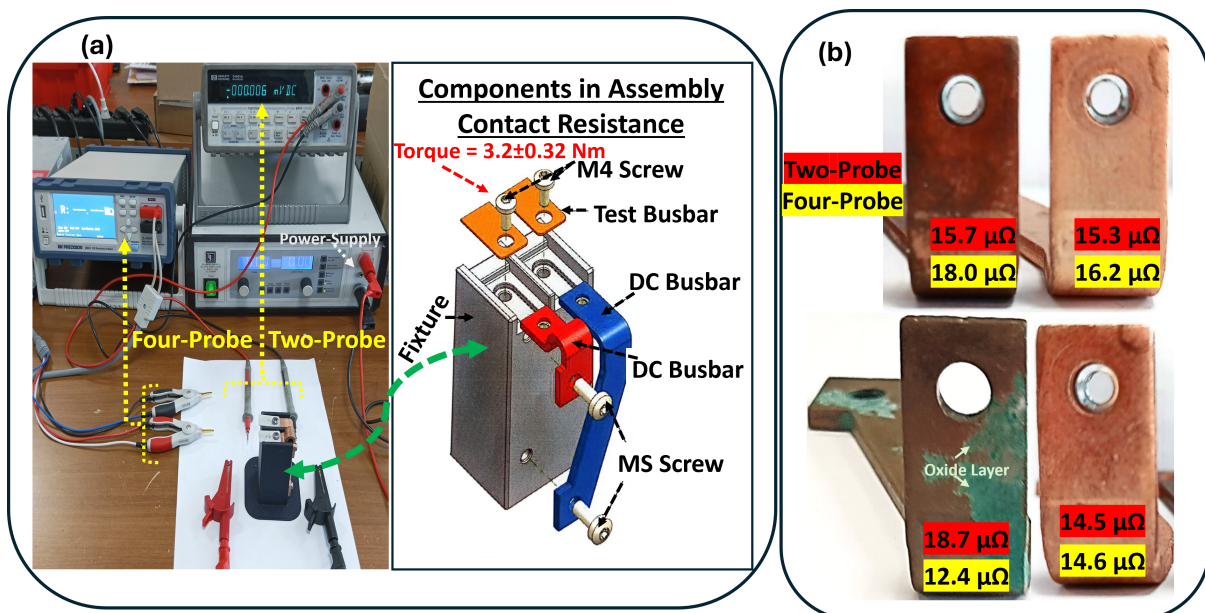 (a)
-000.006 mVDC
Power-Supply
Four-Probe
Two-Probe
Components in Assembly
Contact Resistance
Torque = 3.2±0.32 Nm
M4 Screw
Test Busbar
DC Busbar
Fixture
DC Busbar
MS Screw
(b)
Two-Probe
Four-Probe
15.7 μΩ
18.0 μΩ
15.3 μΩ
16.2 μΩ
Oxide Layer
18.7 μΩ
12.4 μΩ
14.5 μΩ
14.6 μΩ